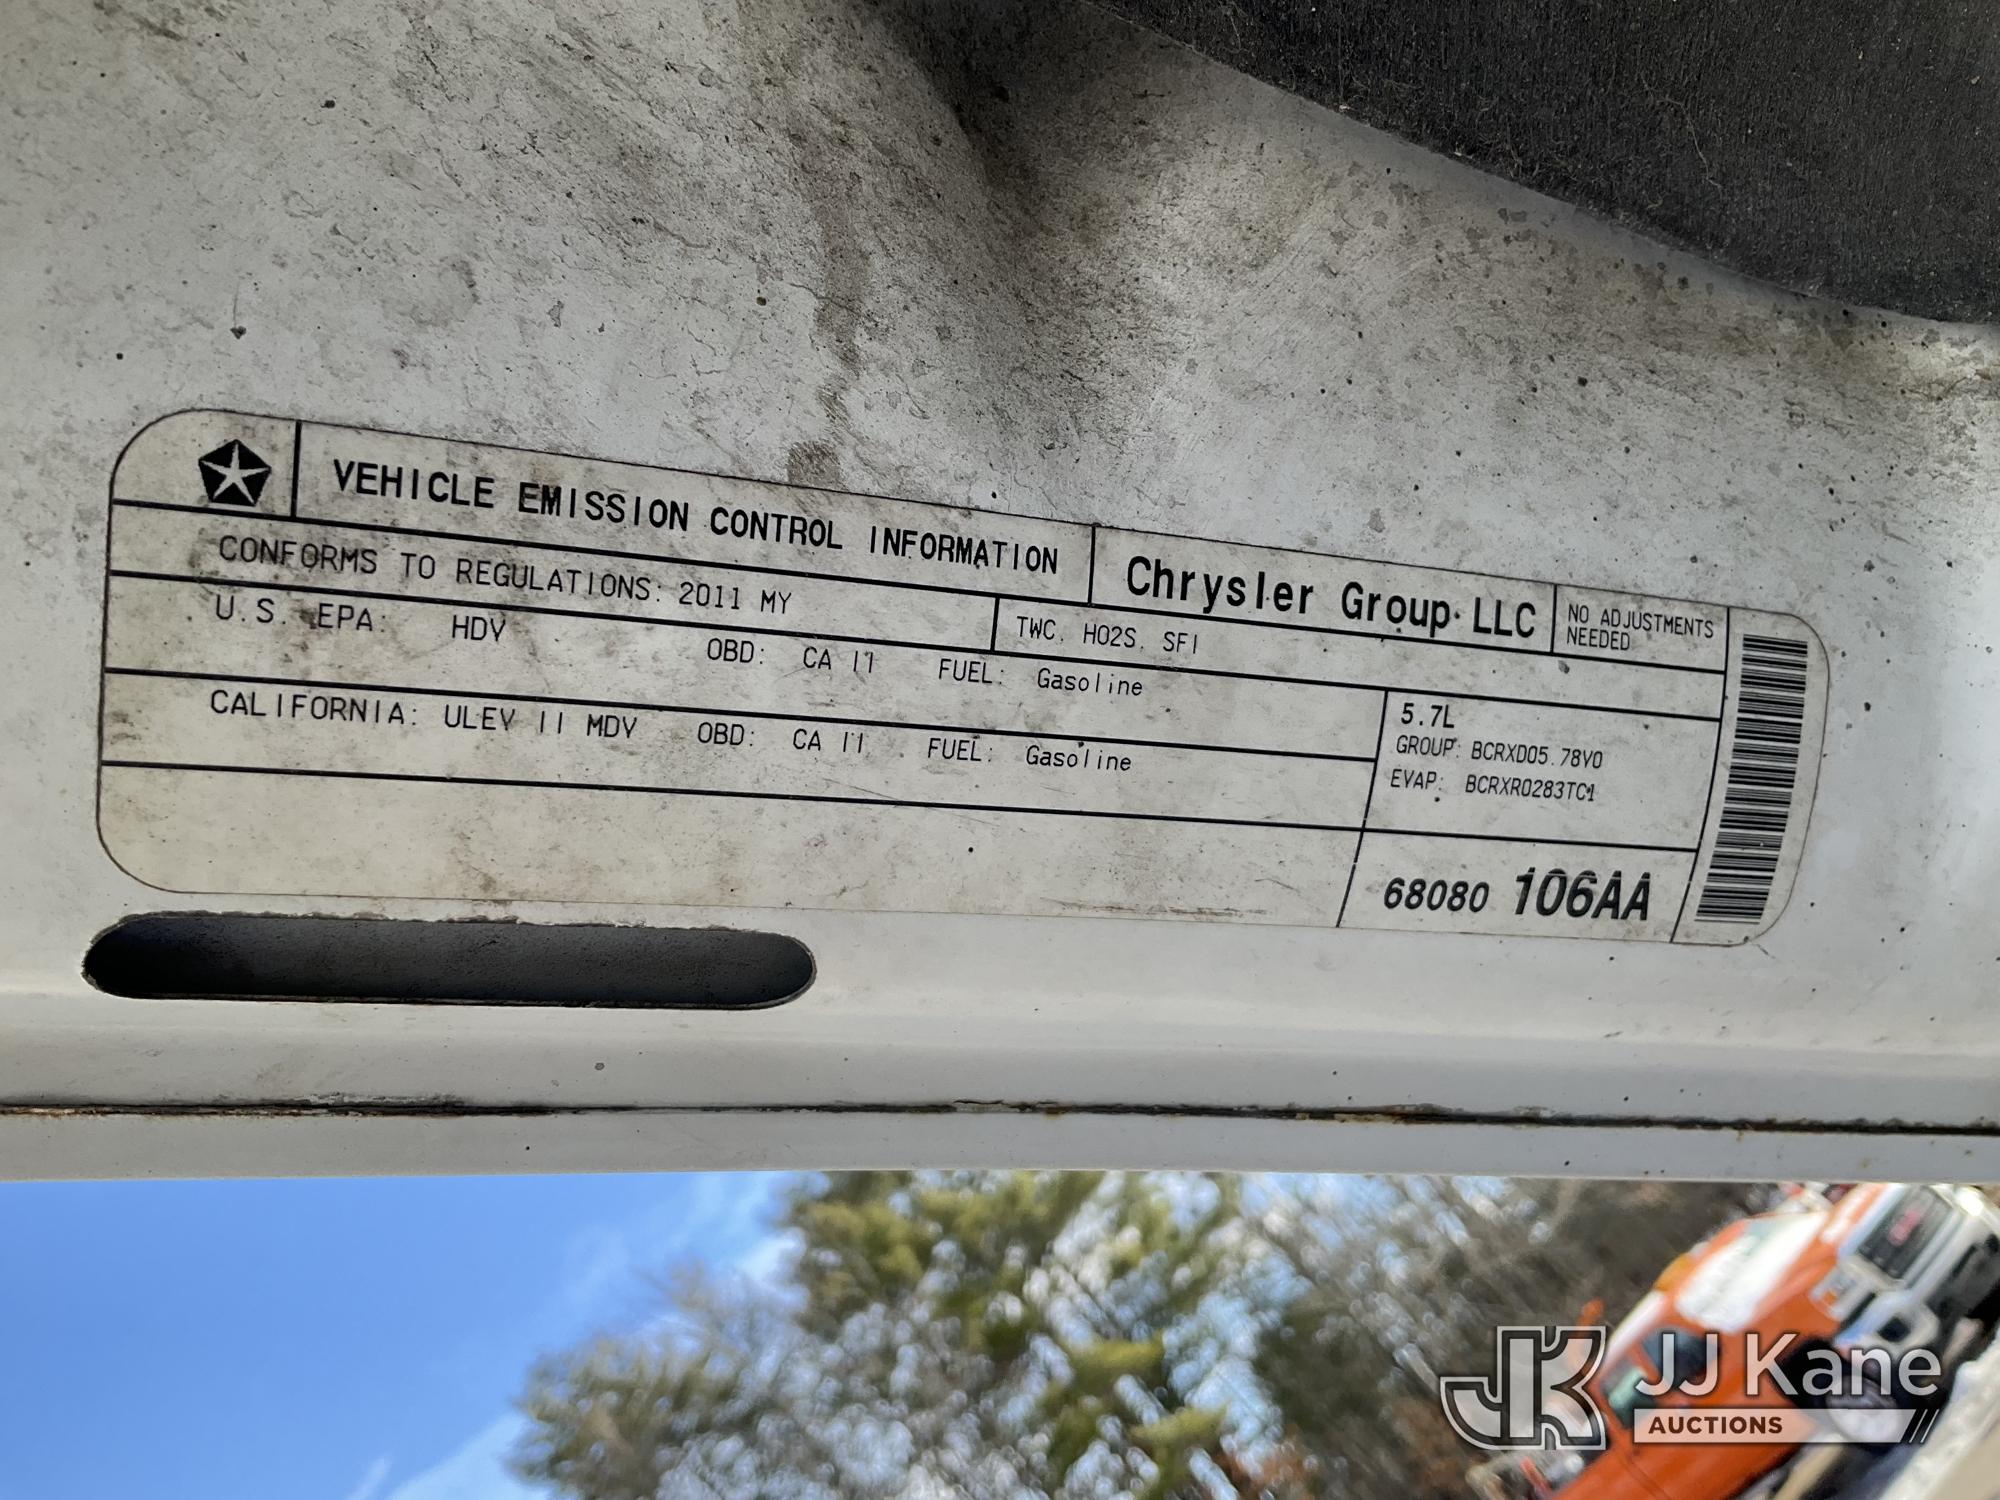 VEHICLE EMISSION CONTROL INFORMATION
Chrysler Group LLC
NO ADJUSTMENTS
NEEDED
CONFORMS TO REGULATIONS: 2011 MY
TWC, HO2S, SFI
U.S. EPA: HDV OBD: CA II FUEL: Gasoline
CALIFORNIA: ULEV II MDV OBD: CA II FUEL: Gasoline
5.7L
GROUP: BCRXD05.78V0
EVAP: BCRXR0283TC1
68080 106AA
JK
JJ Kane
AUCTIONS